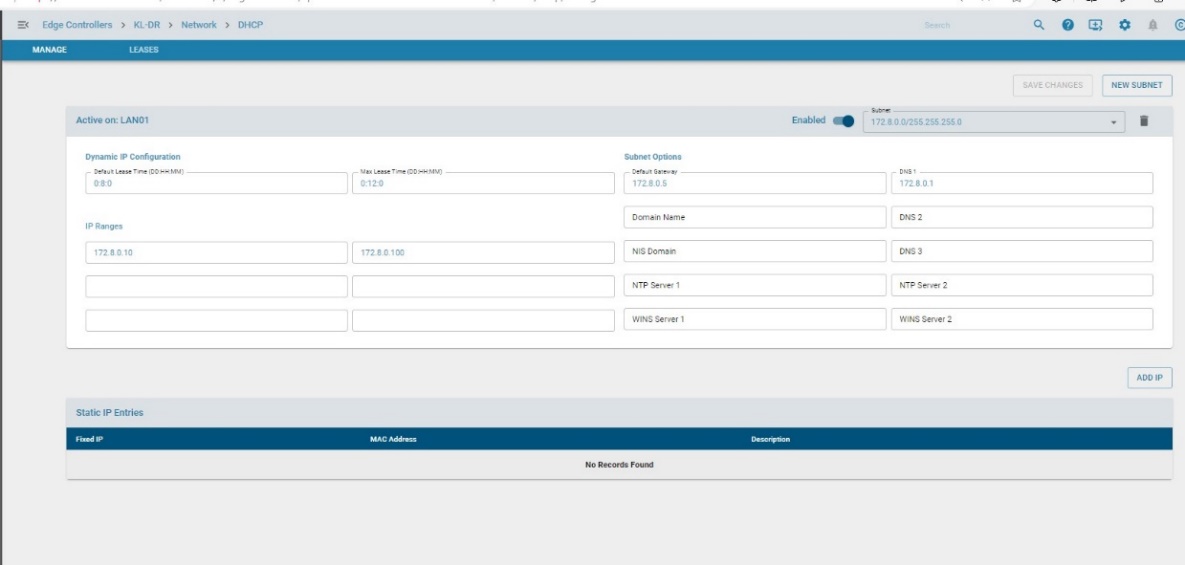 Edge Controllers > KL-DR > Network > DHCP
Search
MANAGE LEASES
SAVE CHANGES NEW SUBNET
Active on: LAN01
Enabled
Subnet
172.8.0.0/255.255.255.0
Dynamic IP Configuration
Default Lease Time (DD:HH:MM)
0:8:0
Max Lease Time (DD:HH:MM)
0:12:0
IP Ranges
172.8.0.10 172.8.0.100
Subnet Options
Default Gateway
172.8.0.5
DNS 1
172.8.0.1
Domain Name DNS 2
NIS Domain DNS 3
NTP Server 1 NTP Server 2
WINS Server 1 WINS Server 2
ADD IP
Static IP Entries
Fixed IP MAC Address Description
No Records Found